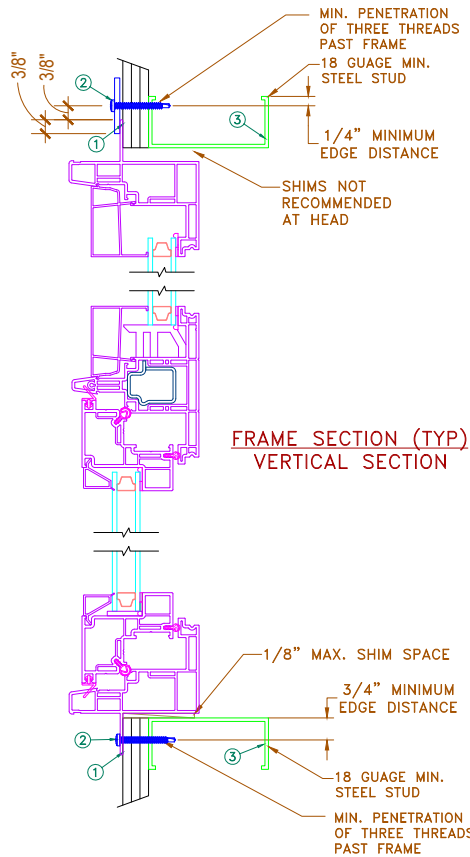 MIN. PENETRATION
OF THREE THREADS
PAST FRAME
3/8"
3/8"
2
18 GUAGE MIN.
STEEL STUD
1
3
1/4" MINIMUM
EDGE DISTANCE
SHIMS NOT
RECOMMENDED
AT HEAD
FRAME SECTION (TYP)
VERTICAL SECTION
1/8" MAX. SHIM SPACE
3/4" MINIMUM
EDGE DISTANCE
2
3
1
18 GUAGE MIN.
STEEL STUD
MIN. PENETRATION
OF THREE THREADS
PAST FRAME